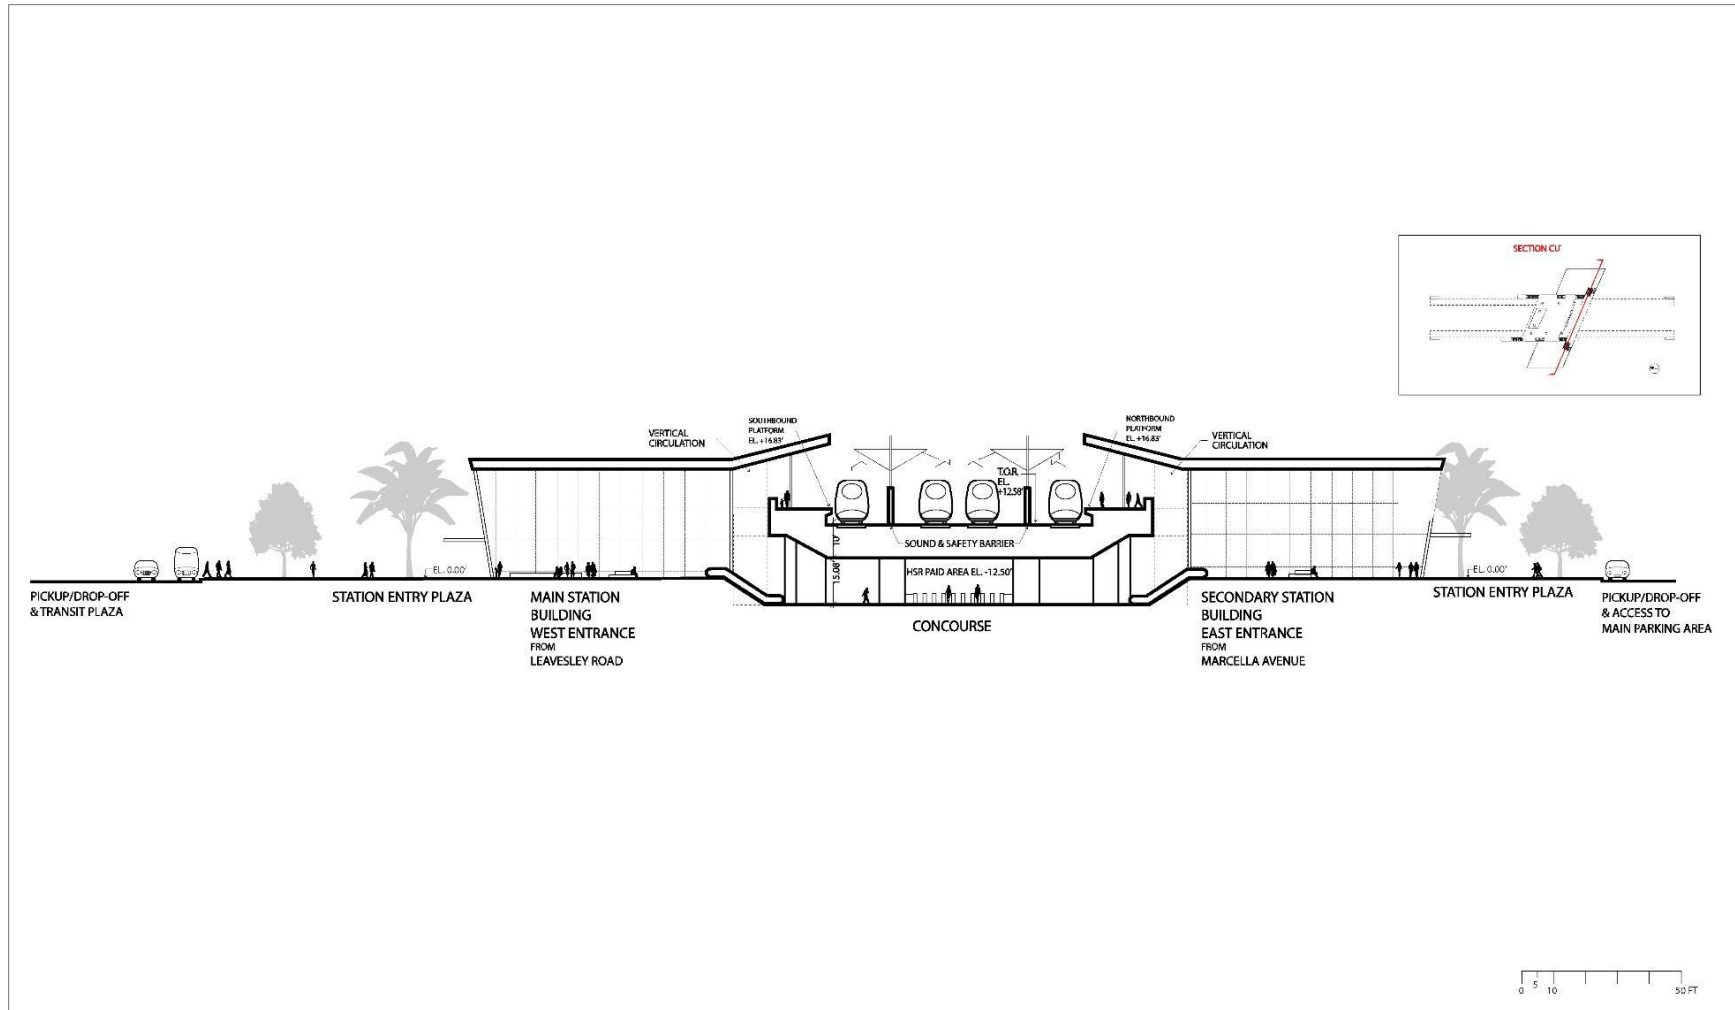 SECTION CU
SOUTHBOUND
PLATFORM
EL. +16.83'
NORTHBOUND
PLATFORM
EL. +16.83'
VERTICAL
CIRCULATION
VERTICAL
CIRCULATION
T.O.R.
EL.
+12.58'
10'
SOUND & SAFETY BARRIER
15.08'
HSR PAID AREA EL. -12.50'
EL. 0.00'
EL. 0.00'
PICKUP/DROP-OFF
& TRANSIT PLAZA
STATION ENTRY PLAZA
MAIN STATION
BUILDING
WEST ENTRANCE
FROM
LEAVESLEY ROAD
CONCOURSE
SECONDARY STATION
BUILDING
EAST ENTRANCE
FROM
MARCELLA AVENUE
STATION ENTRY PLAZA
PICKUP/DROP-OFF
& ACCESS TO
MAIN PARKING AREA
0 5 10 50 FT